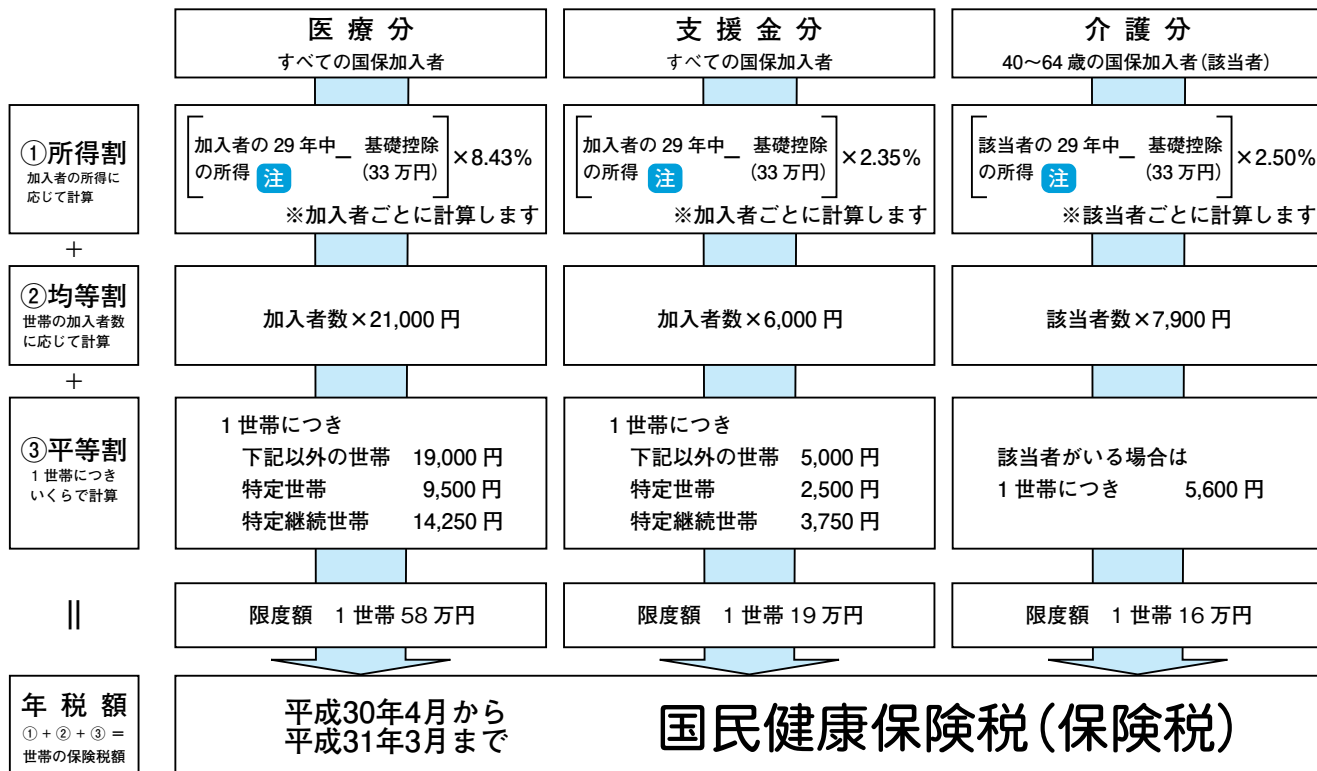 医療分
すべての国保加入者
支援金分
すべての国保加入者
介護分
40～64歳の国保加入者(該当者)
①所得割
加入者の所得に
応じて計算
加入者の29年中
の所得 注
－ 基礎控除
(33万円)
×8.43%
※加入者ごとに計算します
加入者の29年中
の所得 注
－ 基礎控除
(33万円)
×2.35%
※加入者ごとに計算します
該当者の29年中
の所得 注
－ 基礎控除
(33万円)
×2.50%
※該当者ごとに計算します
＋
②均等割
世帯の加入者数
に応じて計算
加入者数×21,000円
加入者数×6,000円
該当者数×7,900円
＋
③平等割
1世帯につき
いくらで計算
1世帯につき
下記以外の世帯 19,000円
特定世帯 9,500円
特定継続世帯 14,250円
1世帯につき
下記以外の世帯 5,000円
特定世帯 2,500円
特定継続世帯 3,750円
該当者がいる場合は
1世帯につき 5,600円
||
限度額 1世帯58万円
限度額 1世帯19万円
限度額 1世帯16万円
年税額
①+②+③=
世帯の保険税額
平成30年4月から
平成31年3月まで
国民健康保険税(保険税)